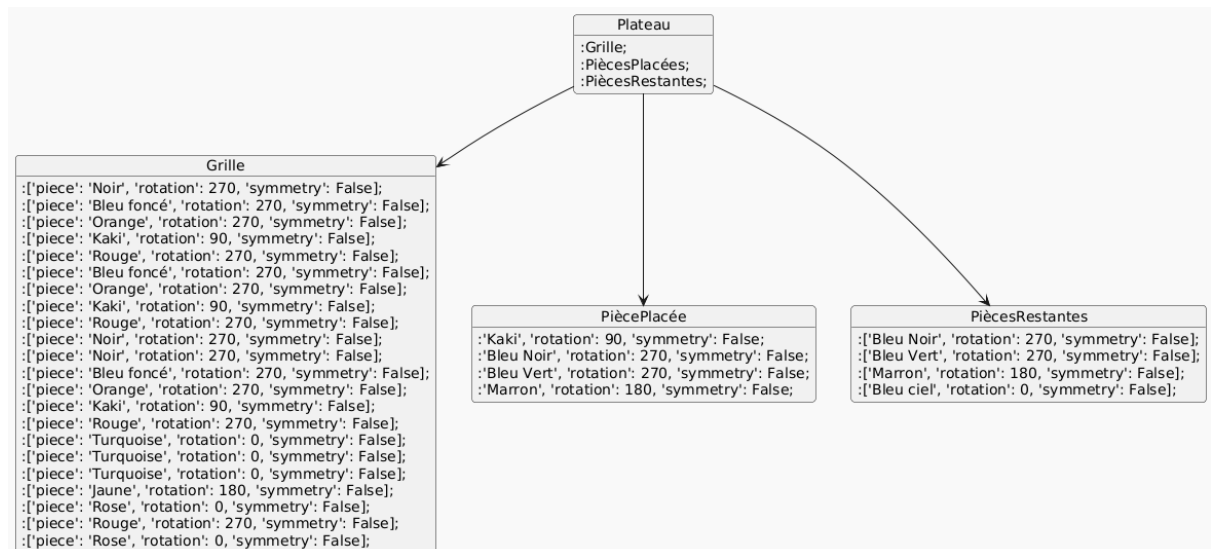 Plateau
:Grille;
:PiècesPlacées;
:PiècesRestantes;
Grille
:['piece': 'Noir', 'rotation': 270, 'symmetry': False];
:['piece': 'Bleu foncé', 'rotation': 270, 'symmetry': False];
:['piece': 'Orange', 'rotation': 270, 'symmetry': False];
:['piece': 'Kaki', 'rotation': 90, 'symmetry': False];
:['piece': 'Rouge', 'rotation': 270, 'symmetry': False];
:['piece': 'Bleu foncé', 'rotation': 270, 'symmetry': False];
:['piece': 'Orange', 'rotation': 270, 'symmetry': False];
:['piece': 'Kaki', 'rotation': 90, 'symmetry': False];
:['piece': 'Rouge', 'rotation': 270, 'symmetry': False];
:['piece': 'Noir', 'rotation': 270, 'symmetry': False];
:['piece': 'Noir', 'rotation': 270, 'symmetry': False];
:['piece': 'Bleu foncé', 'rotation': 270, 'symmetry': False];
:['piece': 'Orange', 'rotation': 270, 'symmetry': False];
:['piece': 'Kaki', 'rotation': 90, 'symmetry': False];
:['piece': 'Rouge', 'rotation': 270, 'symmetry': False];
:['piece': 'Turquoise', 'rotation': 0, 'symmetry': False];
:['piece': 'Turquoise', 'rotation': 0, 'symmetry': False];
:['piece': 'Turquoise', 'rotation': 0, 'symmetry': False];
:['piece': 'Jaune', 'rotation': 180, 'symmetry': False];
:['piece': 'Rose', 'rotation': 0, 'symmetry': False];
:['piece': 'Rouge', 'rotation': 270, 'symmetry': False];
:['piece': 'Rose', 'rotation': 0, 'symmetry': False];
PiècePlacée
:'Kaki', 'rotation': 90, 'symmetry': False;
:'Bleu Noir', 'rotation': 270, 'symmetry': False;
:'Bleu Vert', 'rotation': 270, 'symmetry': False;
:'Marron', 'rotation': 180, 'symmetry': False;
PiècesRestantes
:['Bleu Noir', 'rotation': 270, 'symmetry': False];
:['Bleu Vert', 'rotation': 270, 'symmetry': False];
:['Marron', 'rotation': 180, 'symmetry': False];
:['Bleu ciel', 'rotation': 0, 'symmetry': False];